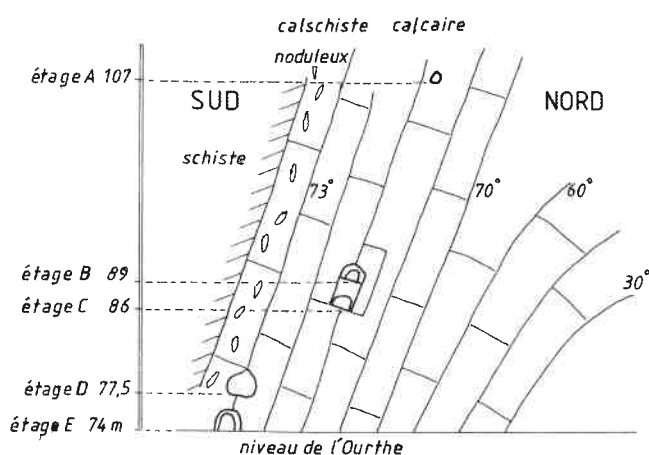 calschiste calcaire
noduleux
étage A 107
SUD
NORD
schiste
73°
70°
60°
étage B 89
30°
étage C 86
étage D 77,5
étage E 74 m
niveau de l'Ourthe